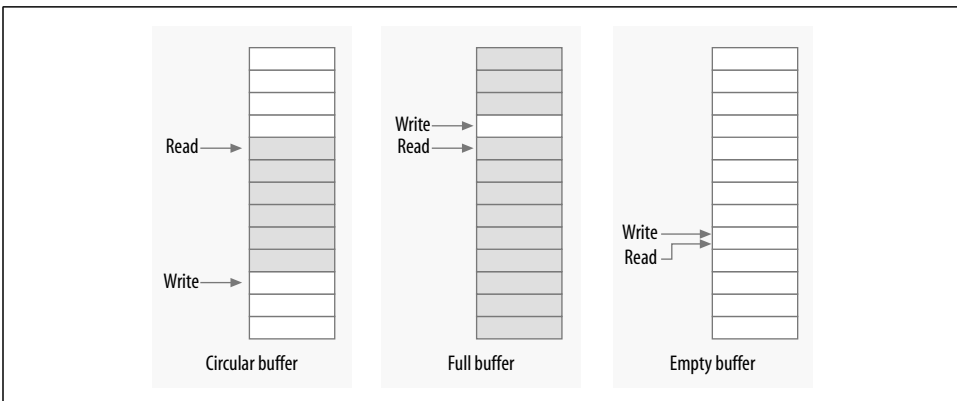 Read
Write
Circular buffer
Write
Read
Full buffer
Write
Read
Empty buffer